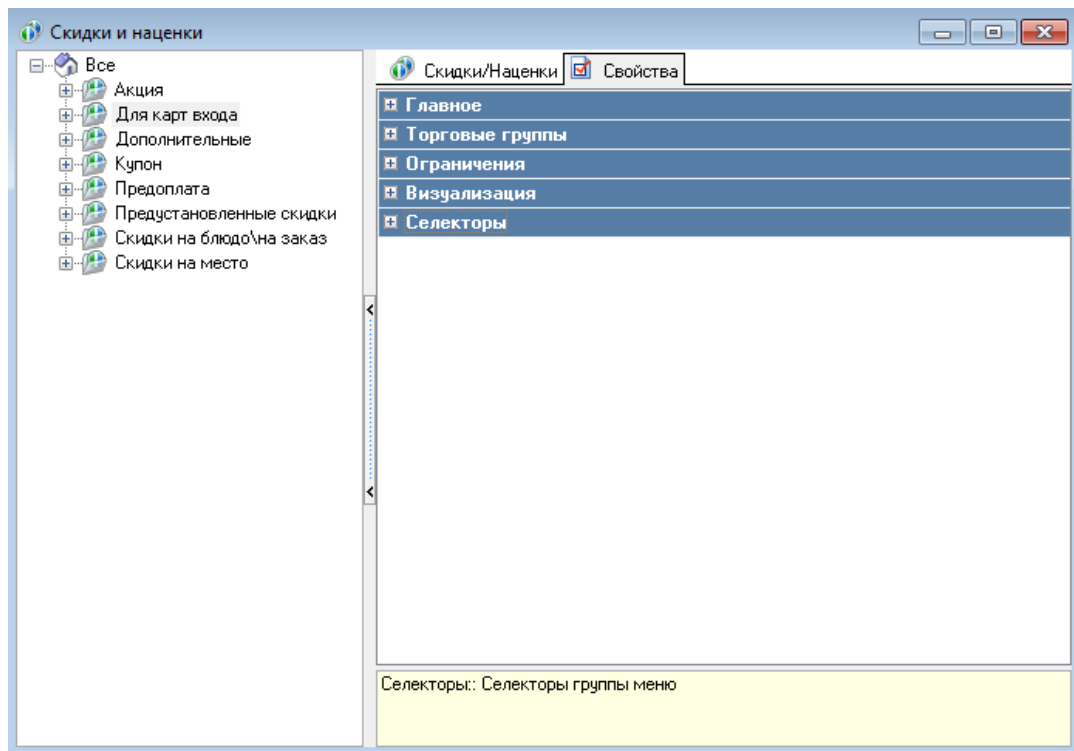 Скидки и наценки
Все
Акция
Для карт входа
Дополнительные
Купон
Предоплата
Предустановленные скидки
Скидки на блюдо\на заказ
Скидки на место
Скидки/Наценки Свойства
Главное
Торговые группы
Ограничения
Визуализация
Селекторы
Селекторы:: Селекторы группы меню